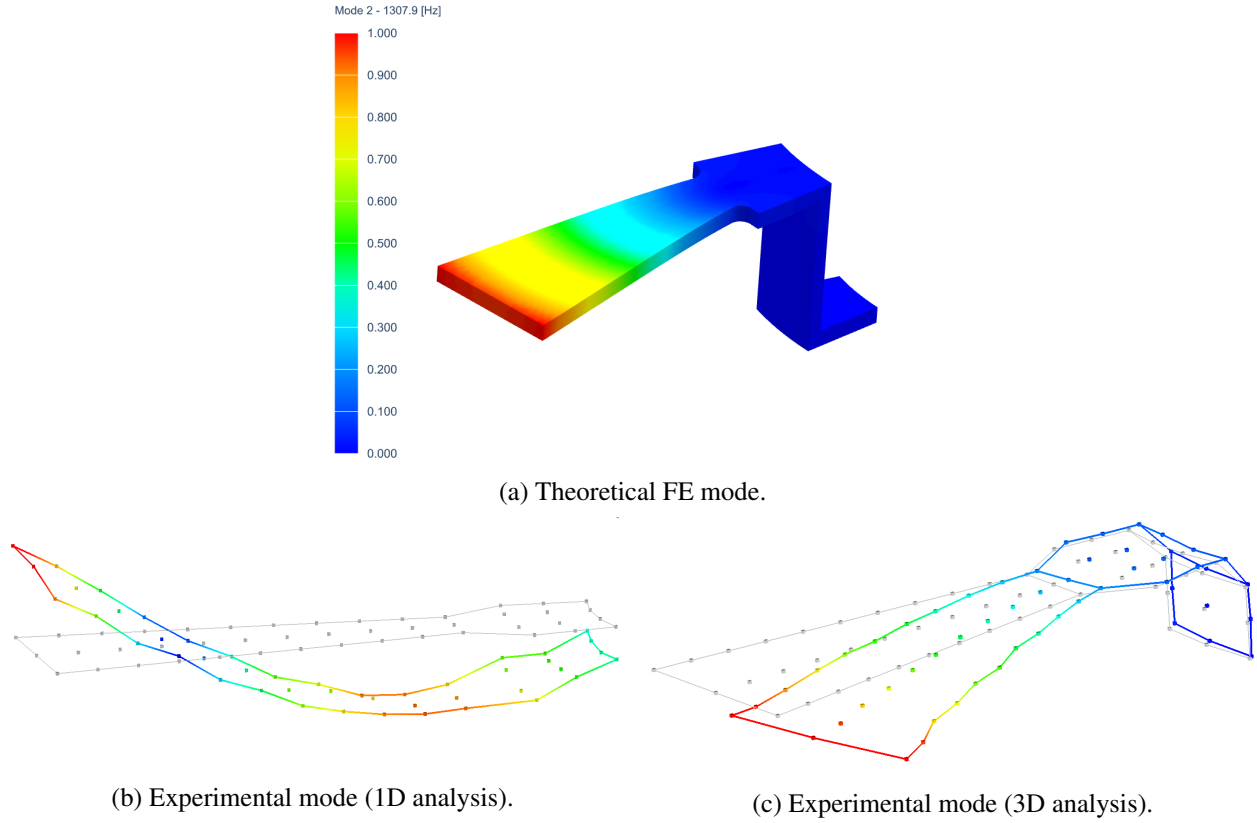 Mode 2 - 1307.9 [Hz]
1.000
0.900
0.800
0.700
0.600
0.500
0.400
0.300
0.200
0.100
0.000
(a) Theoretical FE mode.
(b) Experimental mode (1D analysis).
(c) Experimental mode (3D analysis).